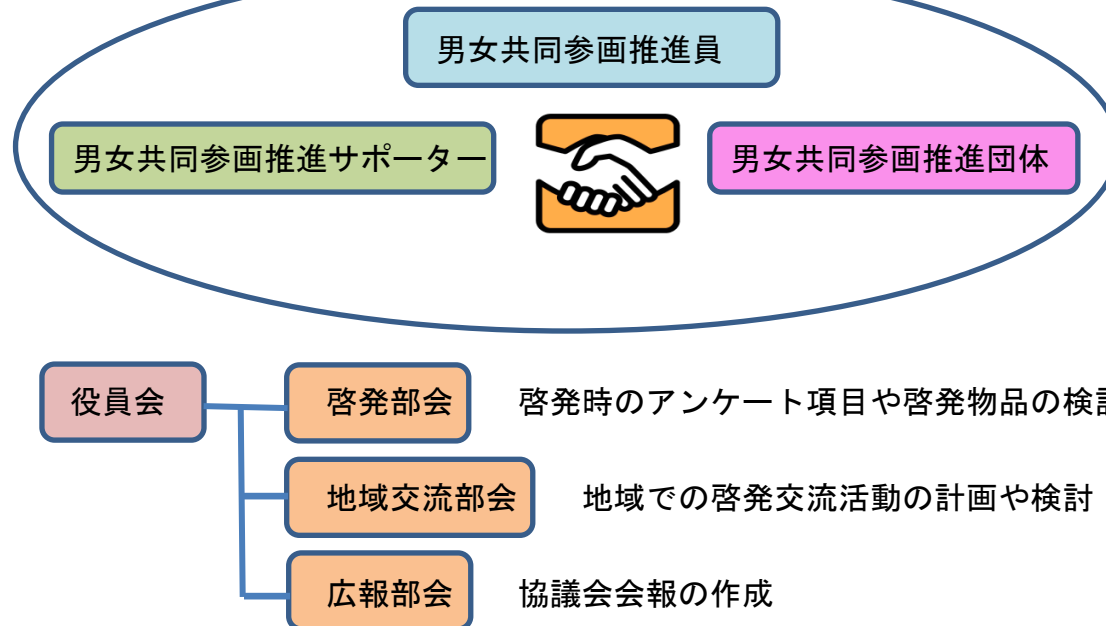 男女共同参画推進員
男女共同参画推進サポーター
男女共同参画推進団体
役員会
啓発部会 啓発時のアンケート項目や啓発物品の検
地域交流部会 地域での啓発交流活動の計画や検討
広報部会 協議会会報の作成